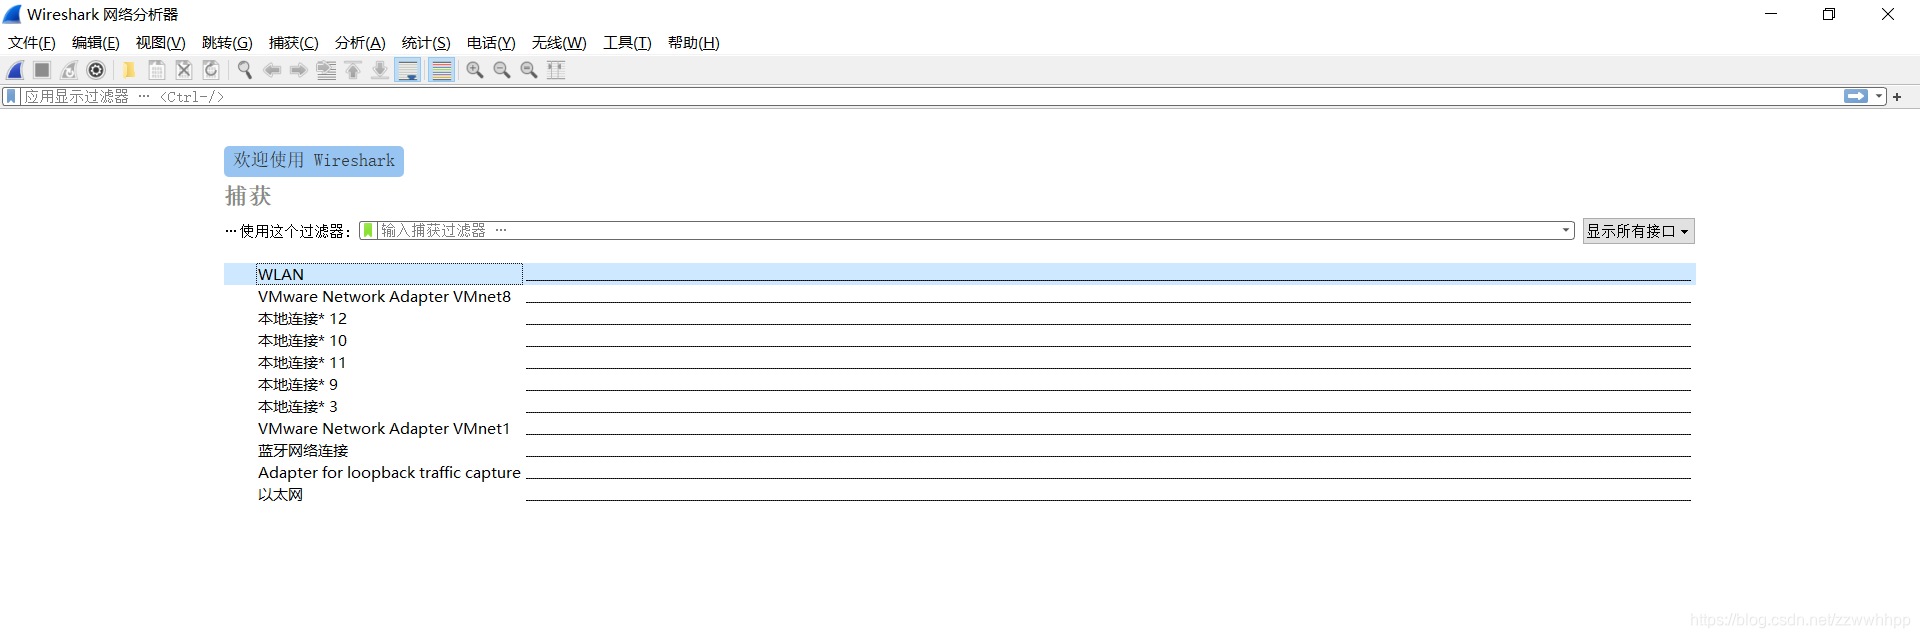 Wireshark 网络分析器
文件(F) 编辑(E) 视图(V) 跳转(G) 捕获(C) 分析(A) 统计(S) 电话(Y) 无线(W) 工具(T) 帮助(H)
应用显示过滤器 … <Ctrl-/>
欢迎使用 Wireshark
捕获
…使用这个过滤器： 输入捕获过滤器 … 显示所有接口
WLAN
VMware Network Adapter VMnet8
本地连接* 12
本地连接* 10
本地连接* 11
本地连接* 9
本地连接* 3
VMware Network Adapter VMnet1
蓝牙网络连接
Adapter for loopback traffic capture
以太网
https://blog.csdn.net/zzwwhhpp